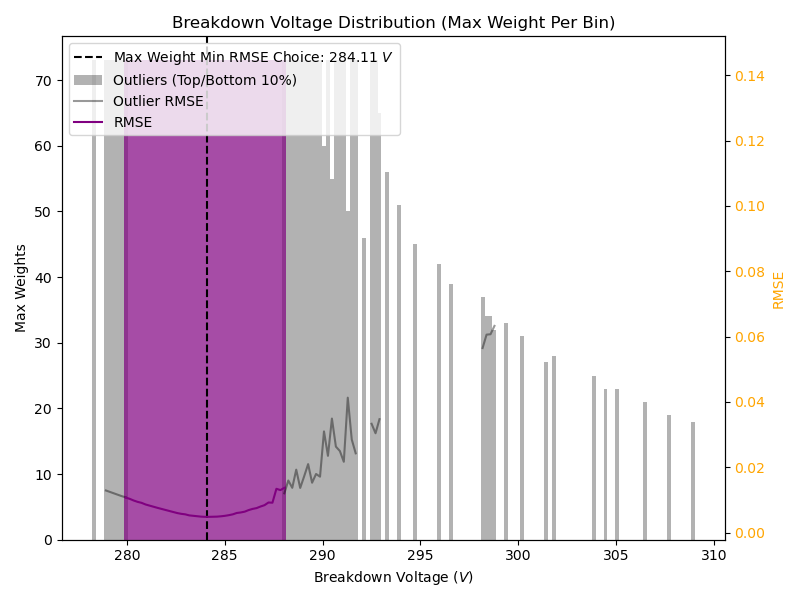 Breakdown Voltage Distribution (Max Weight Per Bin)
Max Weight Min RMSE Choice: 284.11 V
Outliers (Top/Bottom 10%)
Outlier RMSE
RMSE
Max Weights
0
10
20
30
40
50
60
70
280
285
290
295
300
305
310
Breakdown Voltage (V)
0.14
0.12
0.10
0.08
0.06
0.04
0.02
0.00
RMSE